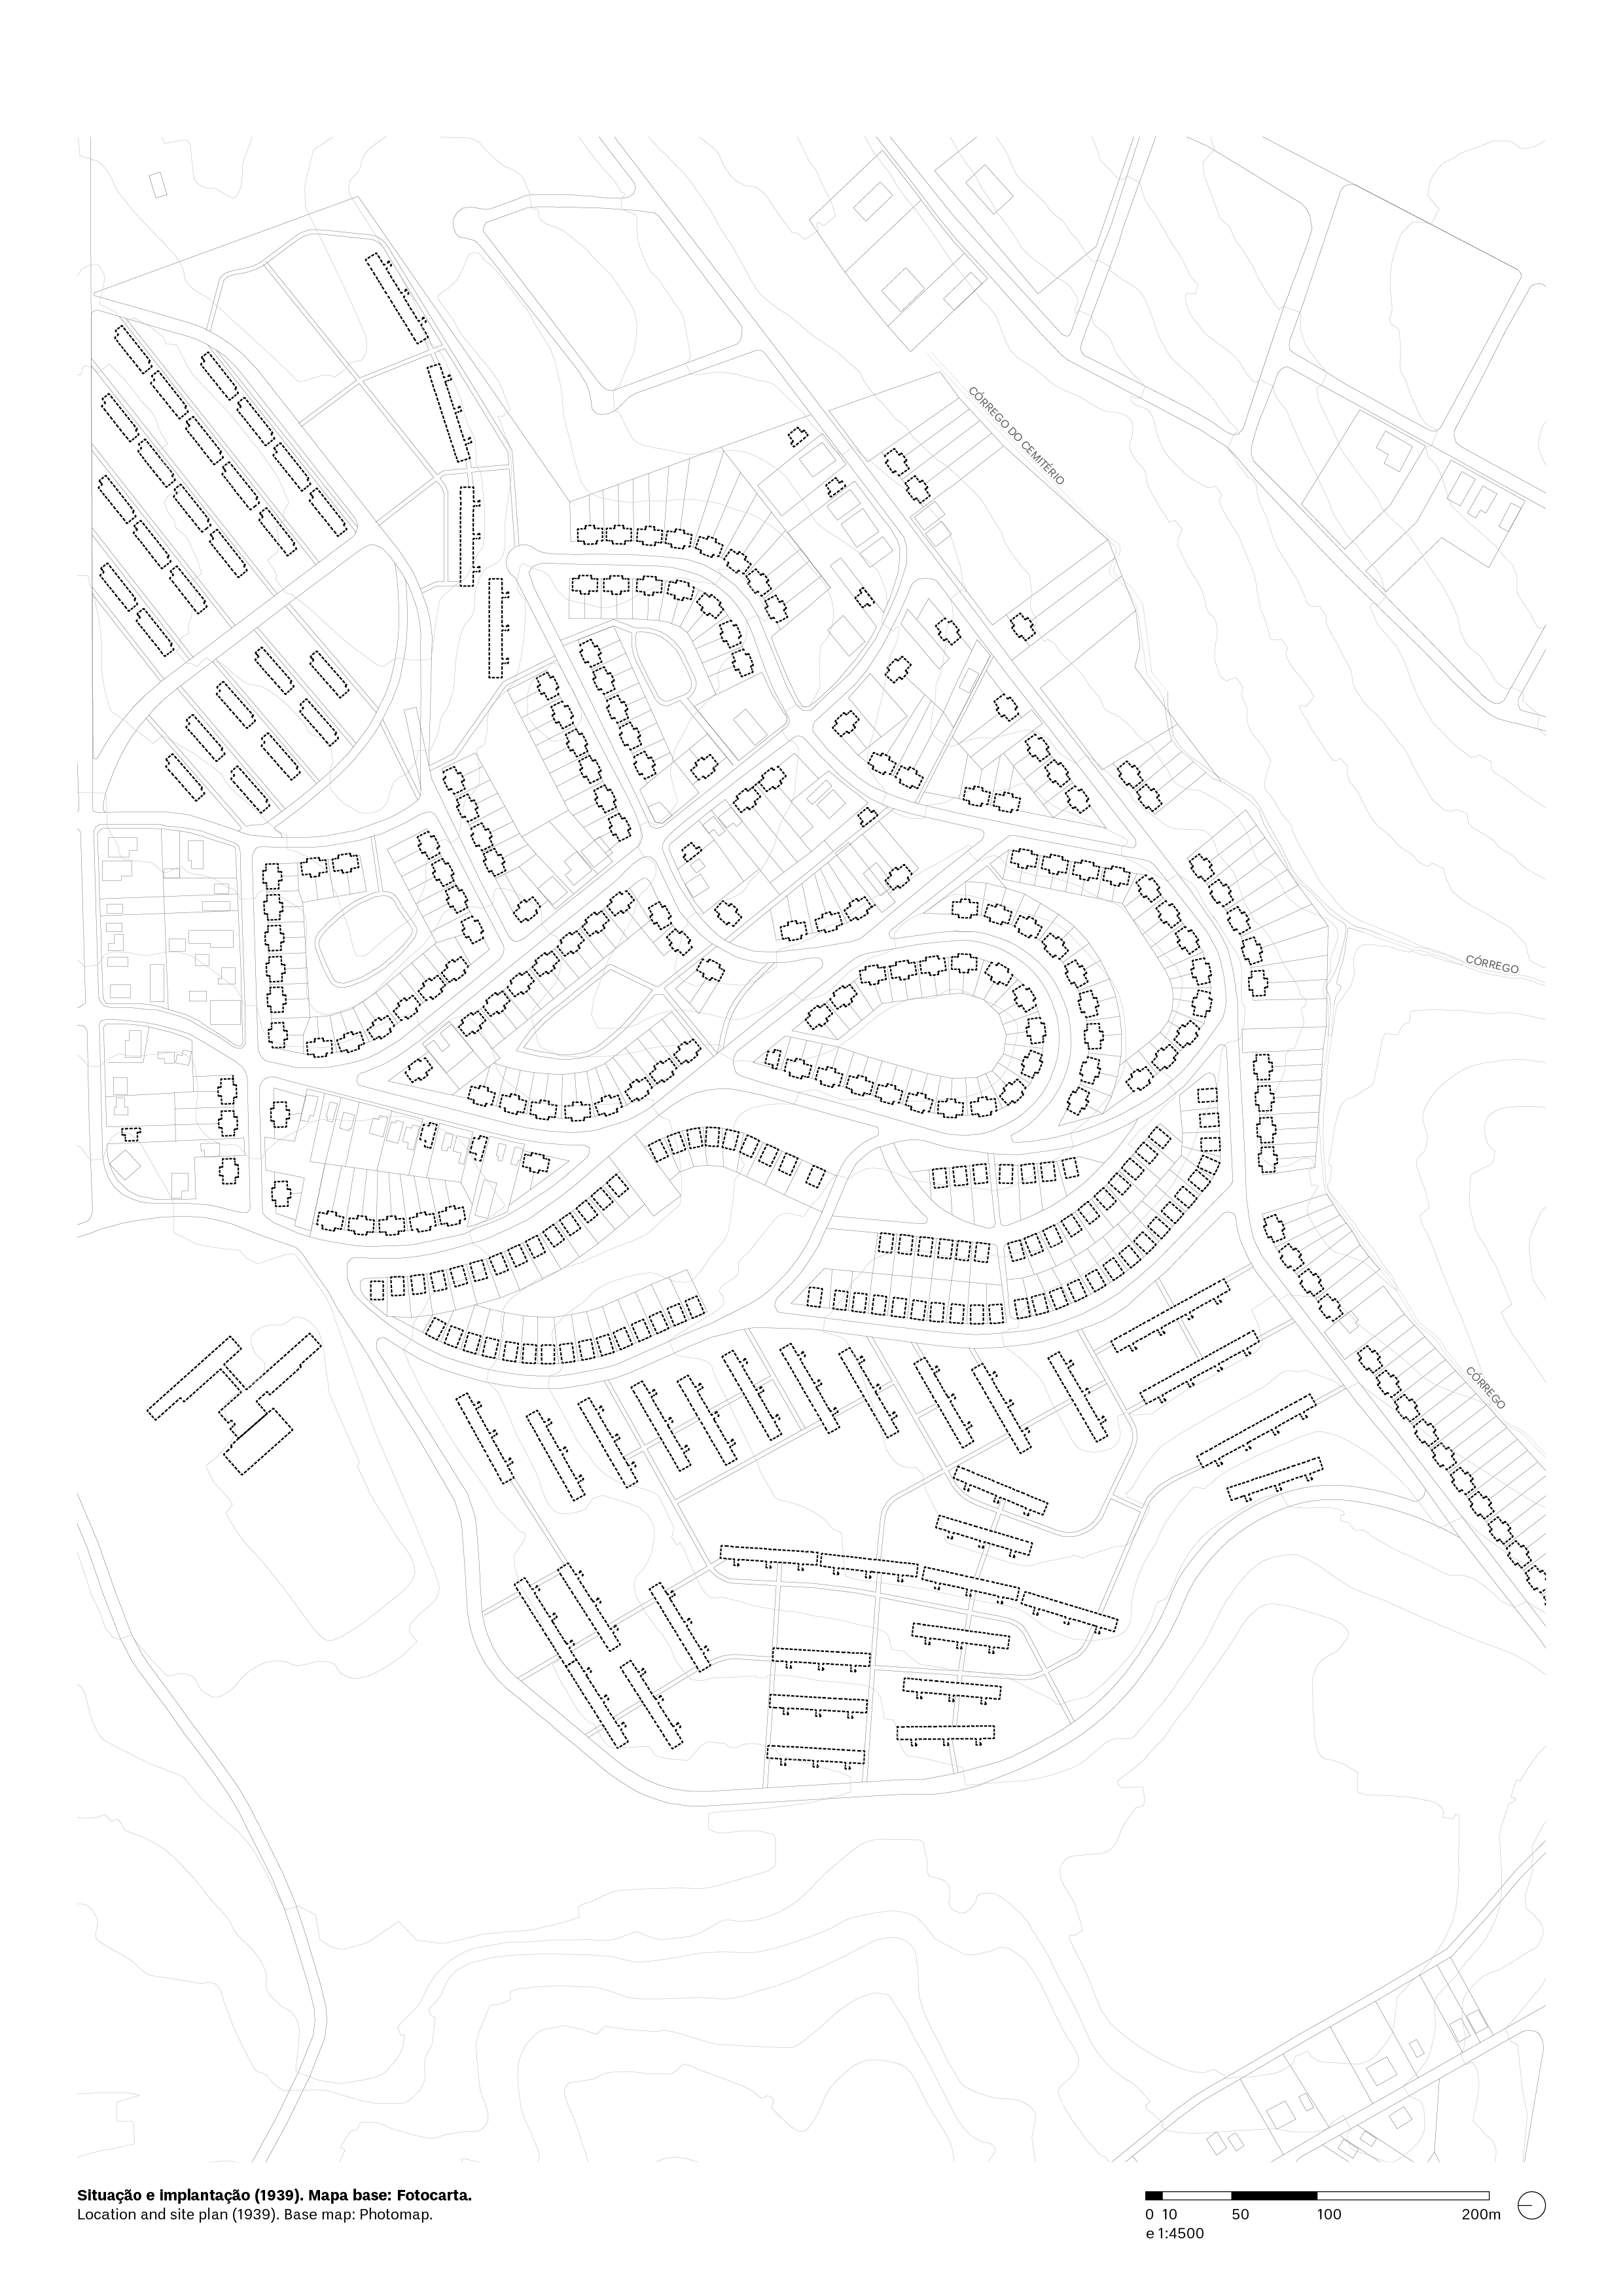 CÓRREGO DO CEMITÉRIO
CÓRREGO
CÓRREGO
Situação e implantação (1939). Mapa base: Fotocarta.
Location and site plan (1939). Base map: Photomap.
0 10 50 100 200m
e 1:4500